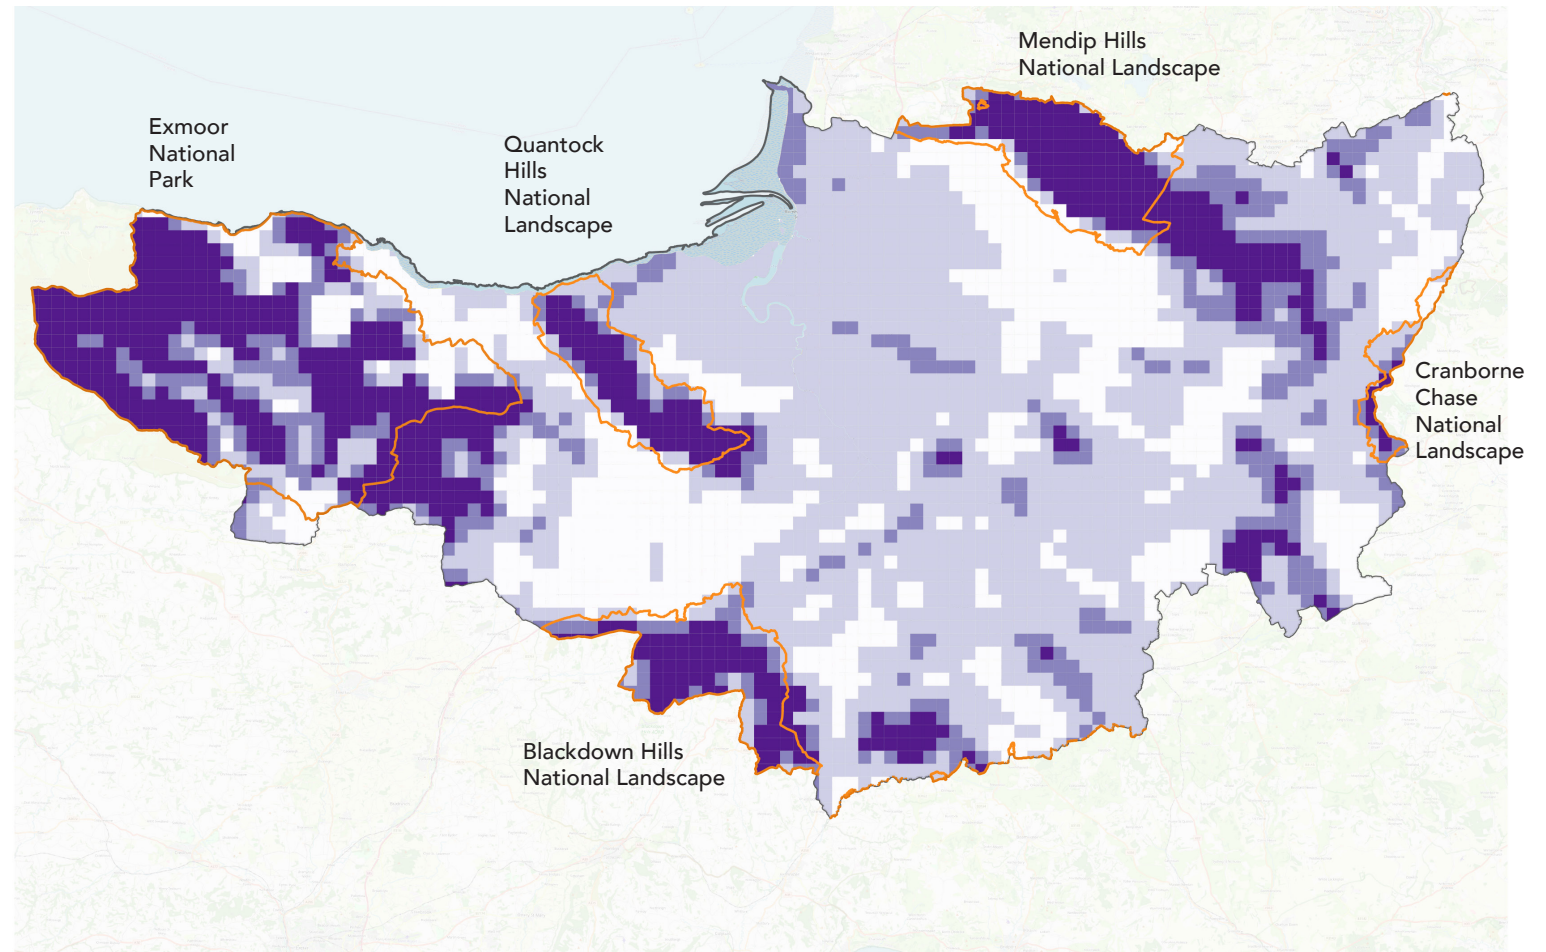 Mendip Hills
National Landscape
Exmoor
National
Park
Quantock
Hills
National
Landscape
Cranborne
Chase
National
Landscape
Blackdown Hills
National Landscape